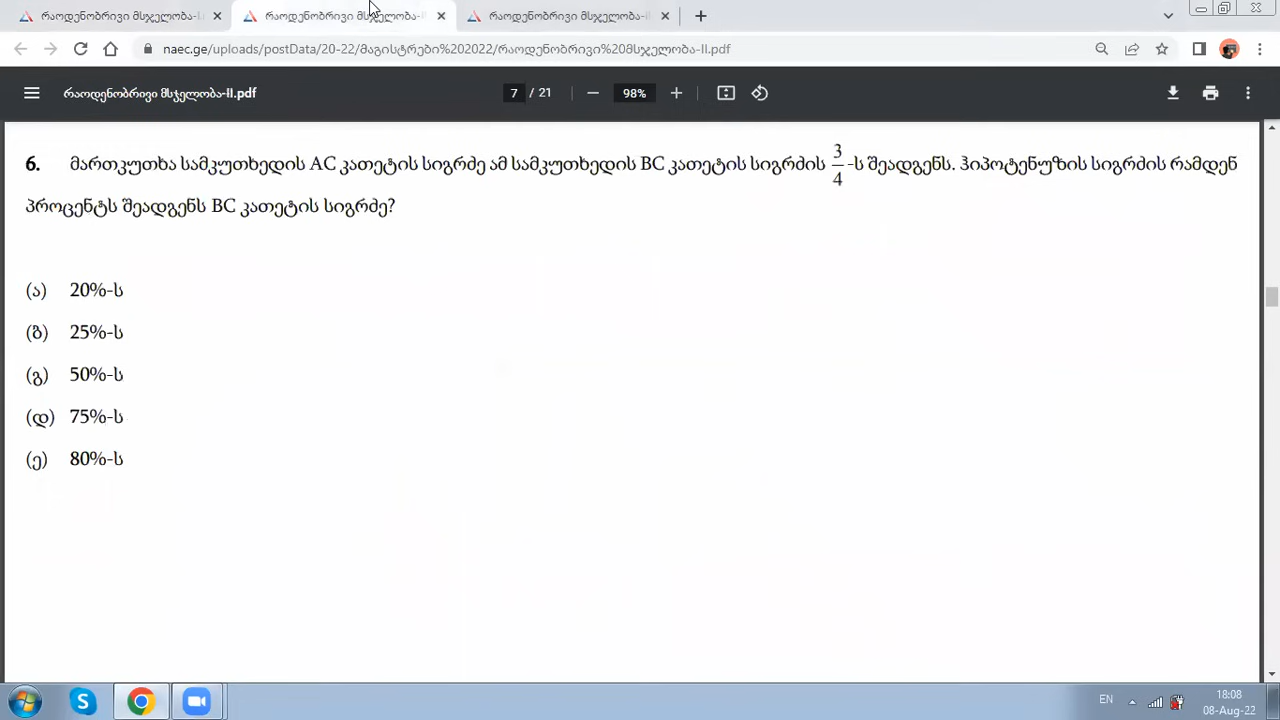 რაოდენობრივი მსჯელობა-
რაოდენობრივი მსჯელობა-II
რაოდენობრივი მსჯელობა-I
naec.ge/uploads/postData/20-22/მაგისტრები%202022/რაოდენობრივი%20მსჯელობა-II.pdf
რაოდენობრივი მსჯელობა-II.pdf
7 / 21
98%
6. მართკუთხა სამკუთხედის AC კათეტის სიგრძე ამ სამკუთხედის BC კათეტის სიგრძის 3/4 -ს შეადგენს. ჰიპოტენუზის სიგრძის რამდენ
პროცენტს შეადგენს BC კათეტის სიგრძე?
(ა) 20%-ს
(ბ) 25%-ს
(გ) 50%-ს
(დ) 75%-ს
(ე) 80%-ს
EN
18:08
08-Aug-22